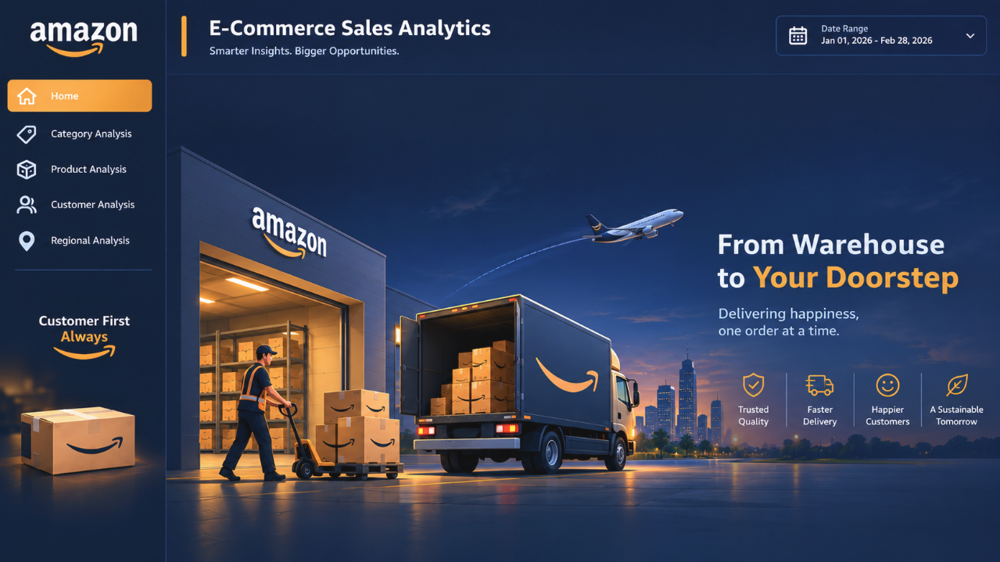 amazon
E-Commerce Sales Analytics
Smarter Insights. Bigger Opportunities.
Date Range
Jan 01, 2026 - Feb 28, 2026
Home
Category Analysis
Product Analysis
Customer Analysis
Regional Analysis
Customer First
Always
amazon
From Warehouse
to Your Doorstep
Delivering happiness,
one order at a time.
Trusted
Quality
Faster
Delivery
Happier
Customers
A Sustainable
Tomorrow